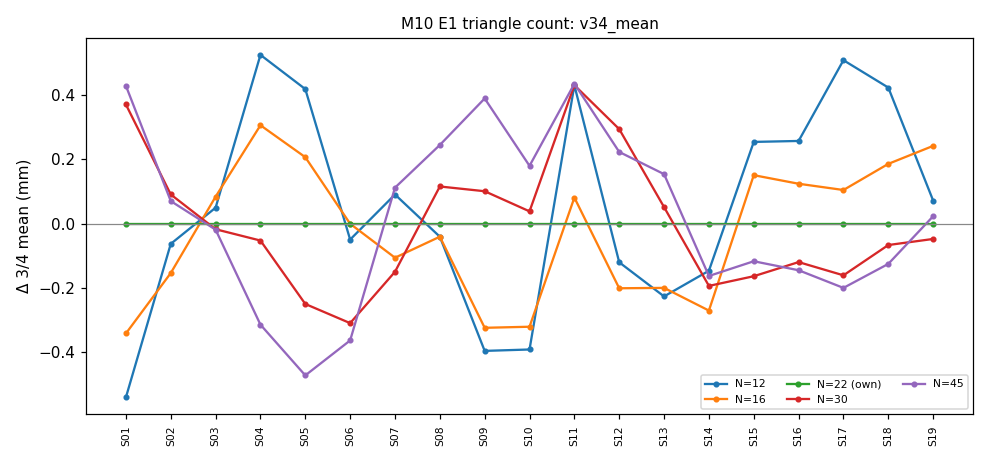 M10 E1 triangle count: v34_mean
Δ 3/4 mean (mm)
0.4
0.2
0.0
−0.2
−0.4
S01 S02 S03 S04 S05 S06 S07 S08 S09 S10 S11 S12 S13 S14 S15 S16 S17 S18 S19
N=12 N=22 (own) N=45
N=16 N=30